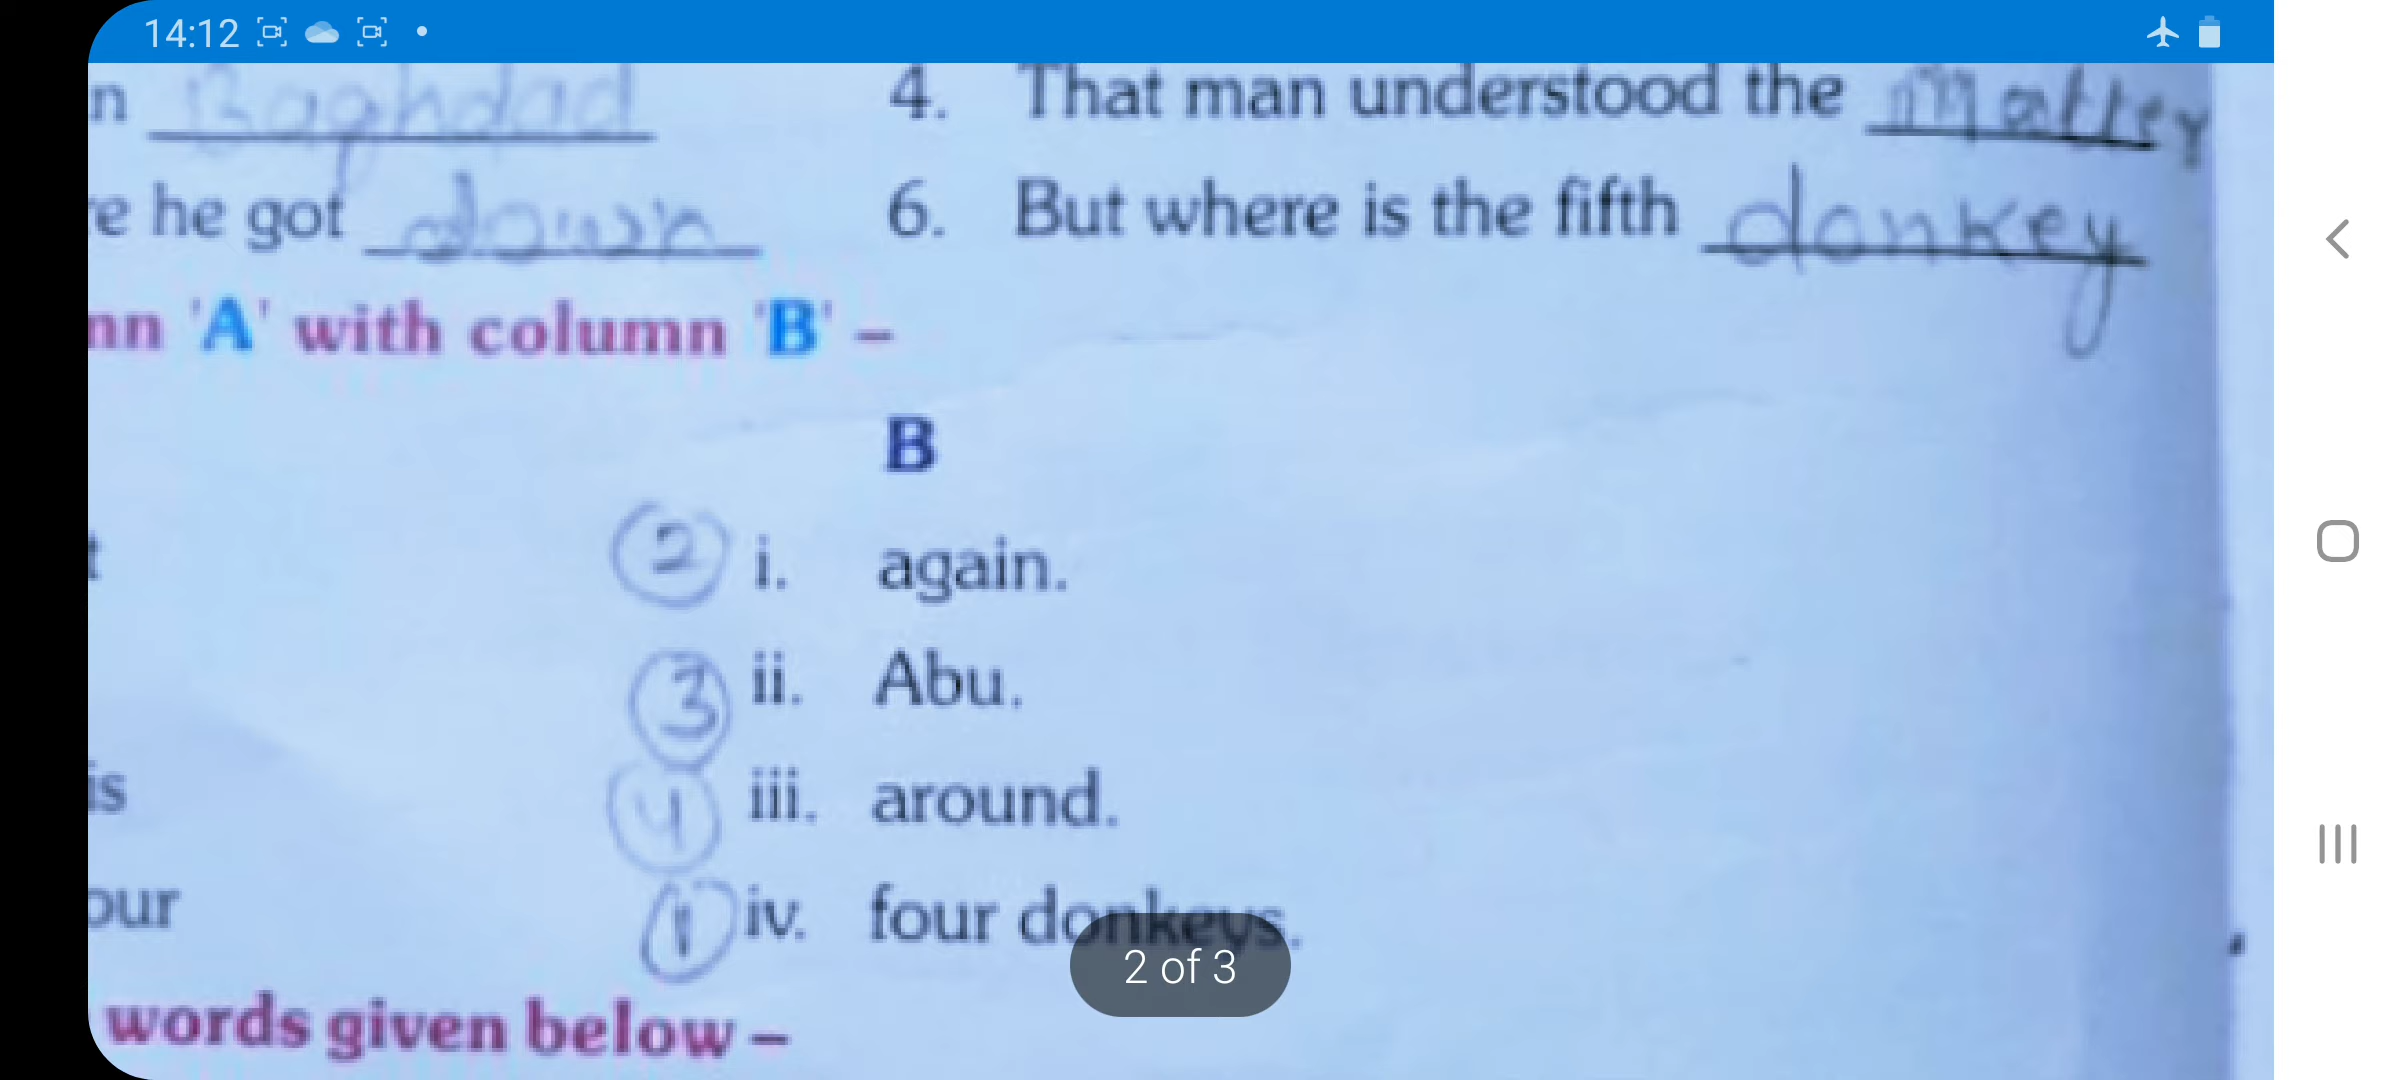 14:12
n Baghdad 4. That man understood the matter
re he got down 6. But where is the fifth donkey
nn 'A' with column 'B' –
B
t 2 i. again.
3 ii. Abu.
is 4 iii. around.
our 1 iv. four donkeys.
2 of 3
words given below –